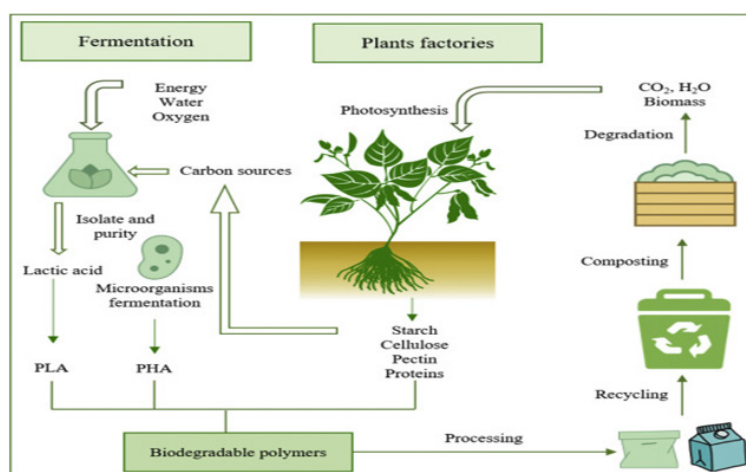 Fermentation
Plants factories
Energy
Water
Oxygen
Photosynthesis
CO₂, H₂O
Biomass
Degradation
Carbon sources
Isolate and
purity
Lactic acid
Microorganisms
fermentation
Composting
Starch
Cellulose
Pectin
Proteins
PLA
PHA
Recycling
Biodegradable polymers
Processing